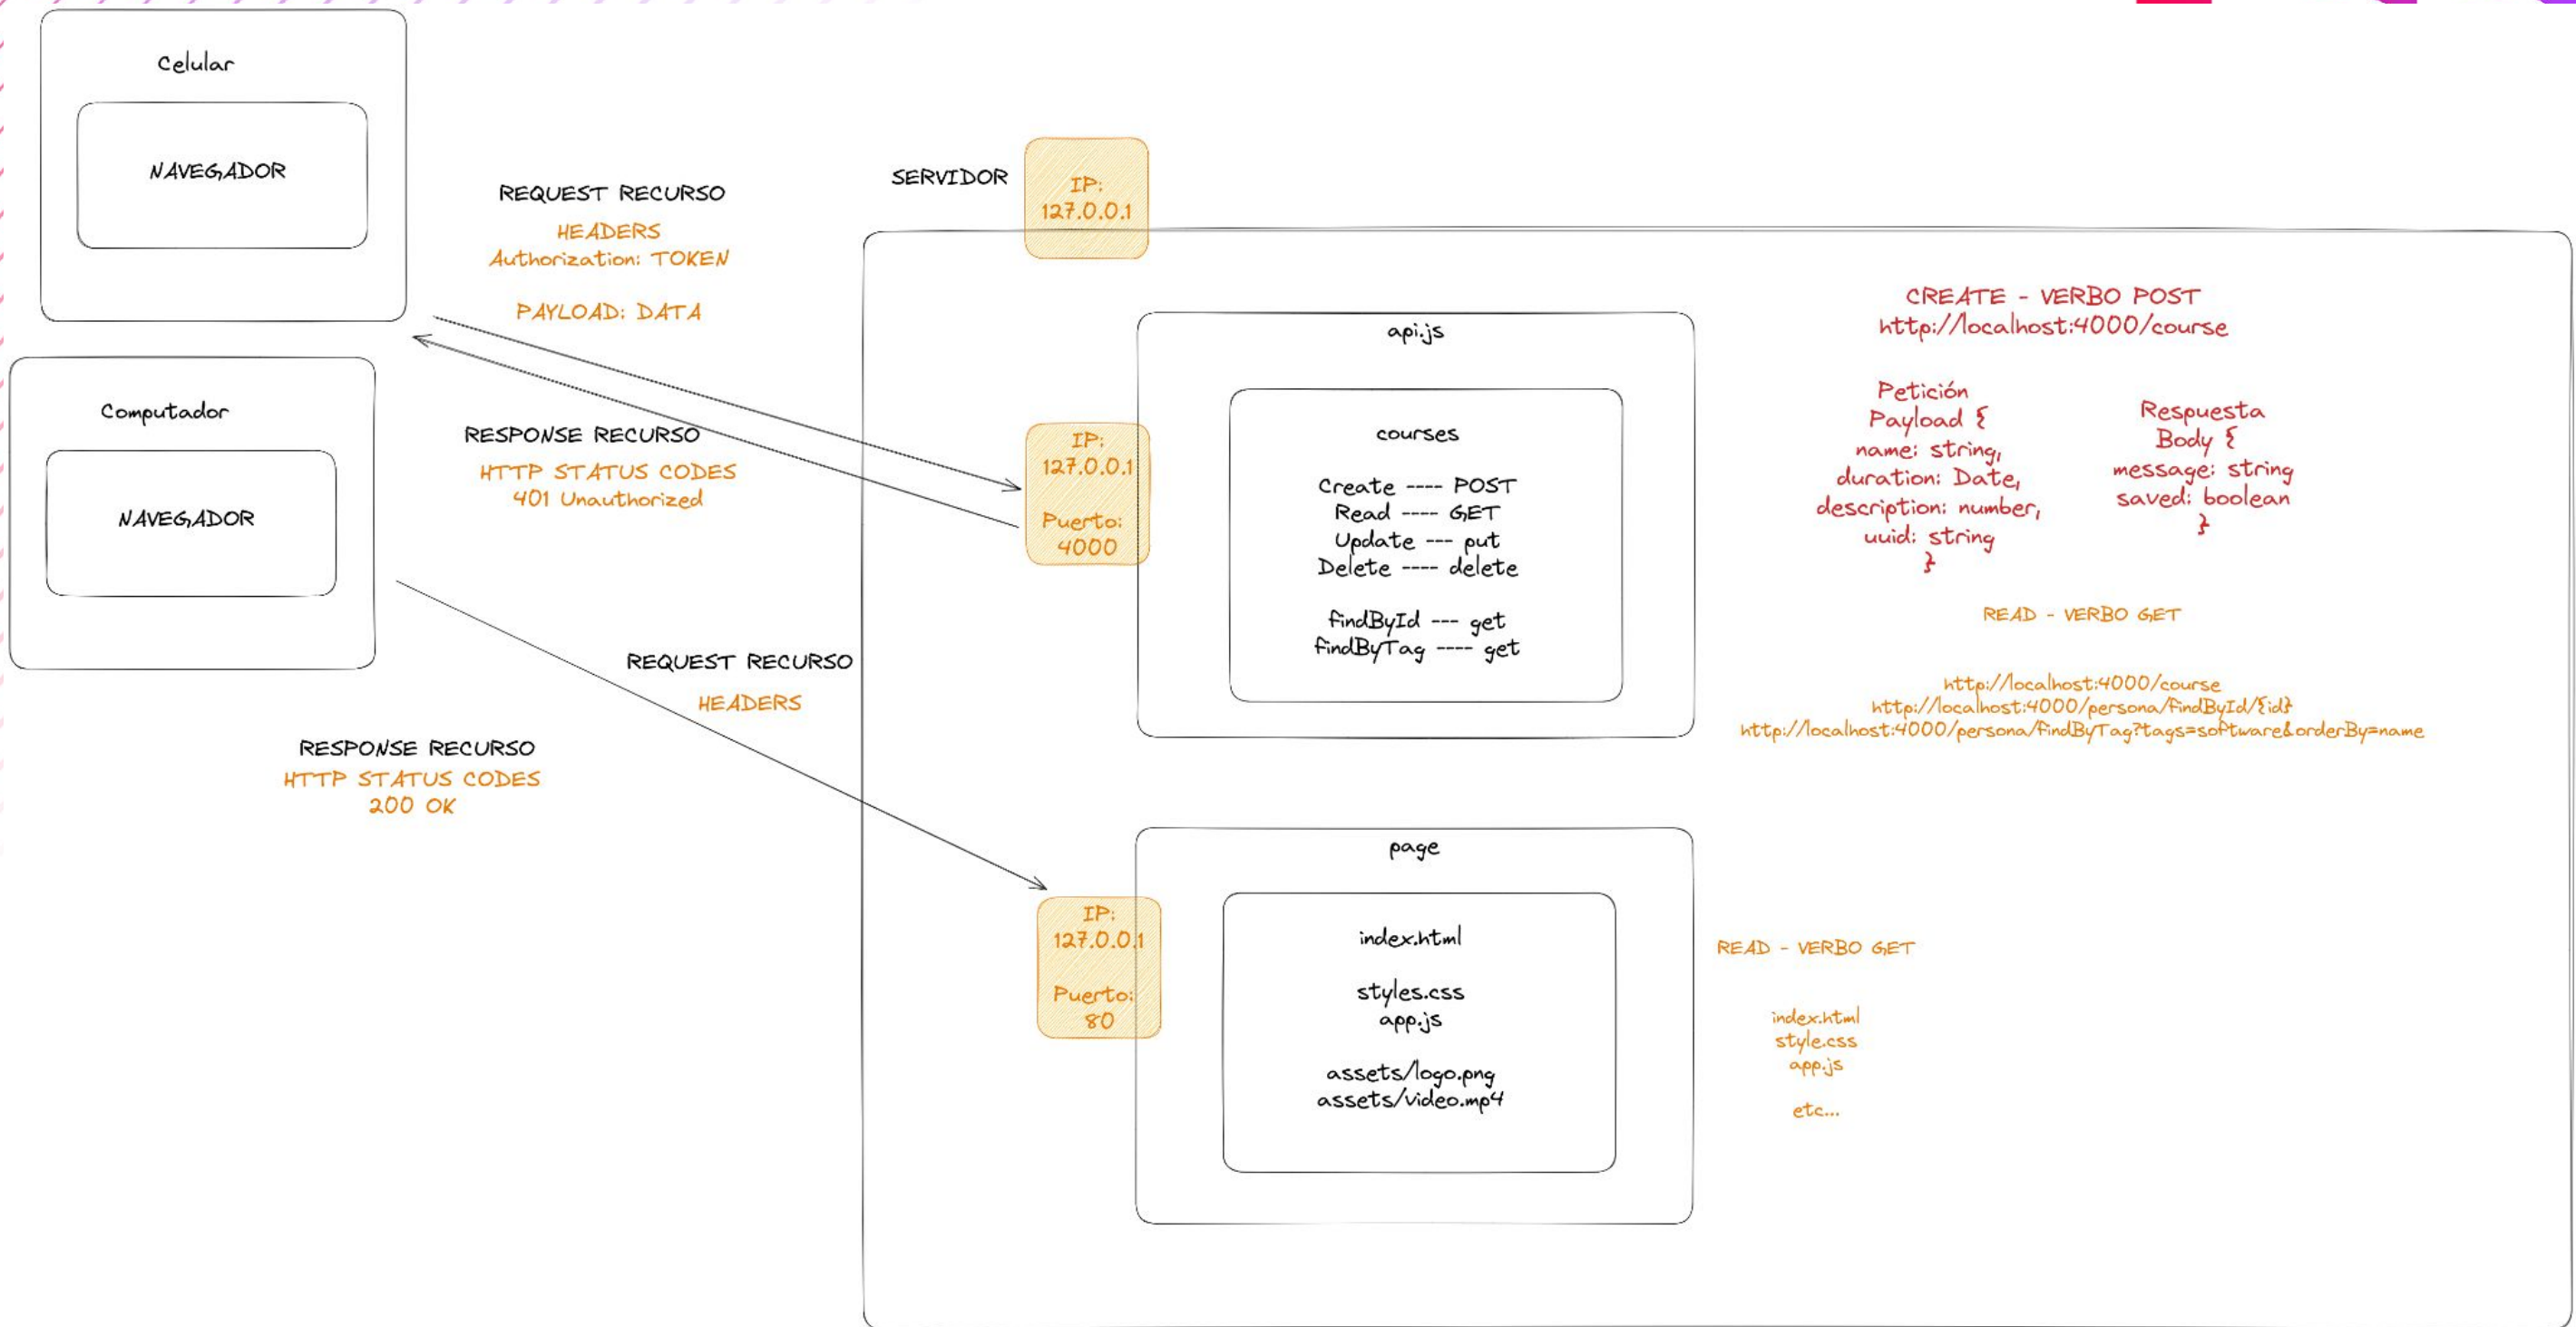 Celular
NAVEGADOR
REQUEST RECURSO
HEADERS
Authorization: TOKEN
PAYLOAD: DATA
Computador
NAVEGADOR
RESPONSE RECURSO
HTTP STATUS CODES
401 Unauthorized
REQUEST RECURSO
HEADERS
RESPONSE RECURSO
HTTP STATUS CODES
200 OK
SERVIDOR
IP:
127.0.0.1
IP:
127.0.0.1
Puerto:
4000
api.js
courses
Create ---- POST
Read ---- GET
Update --- put
Delete ---- delete
findById --- get
findByTag ---- get
CREATE - VERBO POST
http://localhost:4000/course
Petición
Payload {
name: string,
duration: Date,
description: number,
uuid: string
}
Respuesta
Body {
message: string
saved: boolean
}
READ - VERBO GET
http://localhost:4000/course
http://localhost:4000/persona/findById/{id}
http://localhost:4000/persona/findByTag?tags=software&orderBy=name
IP:
127.0.0.1
Puerto:
80
page
index.html
styles.css
app.js
assets/logo.png
assets/video.mp4
READ - VERBO GET
index.html
style.css
app.js
etc...